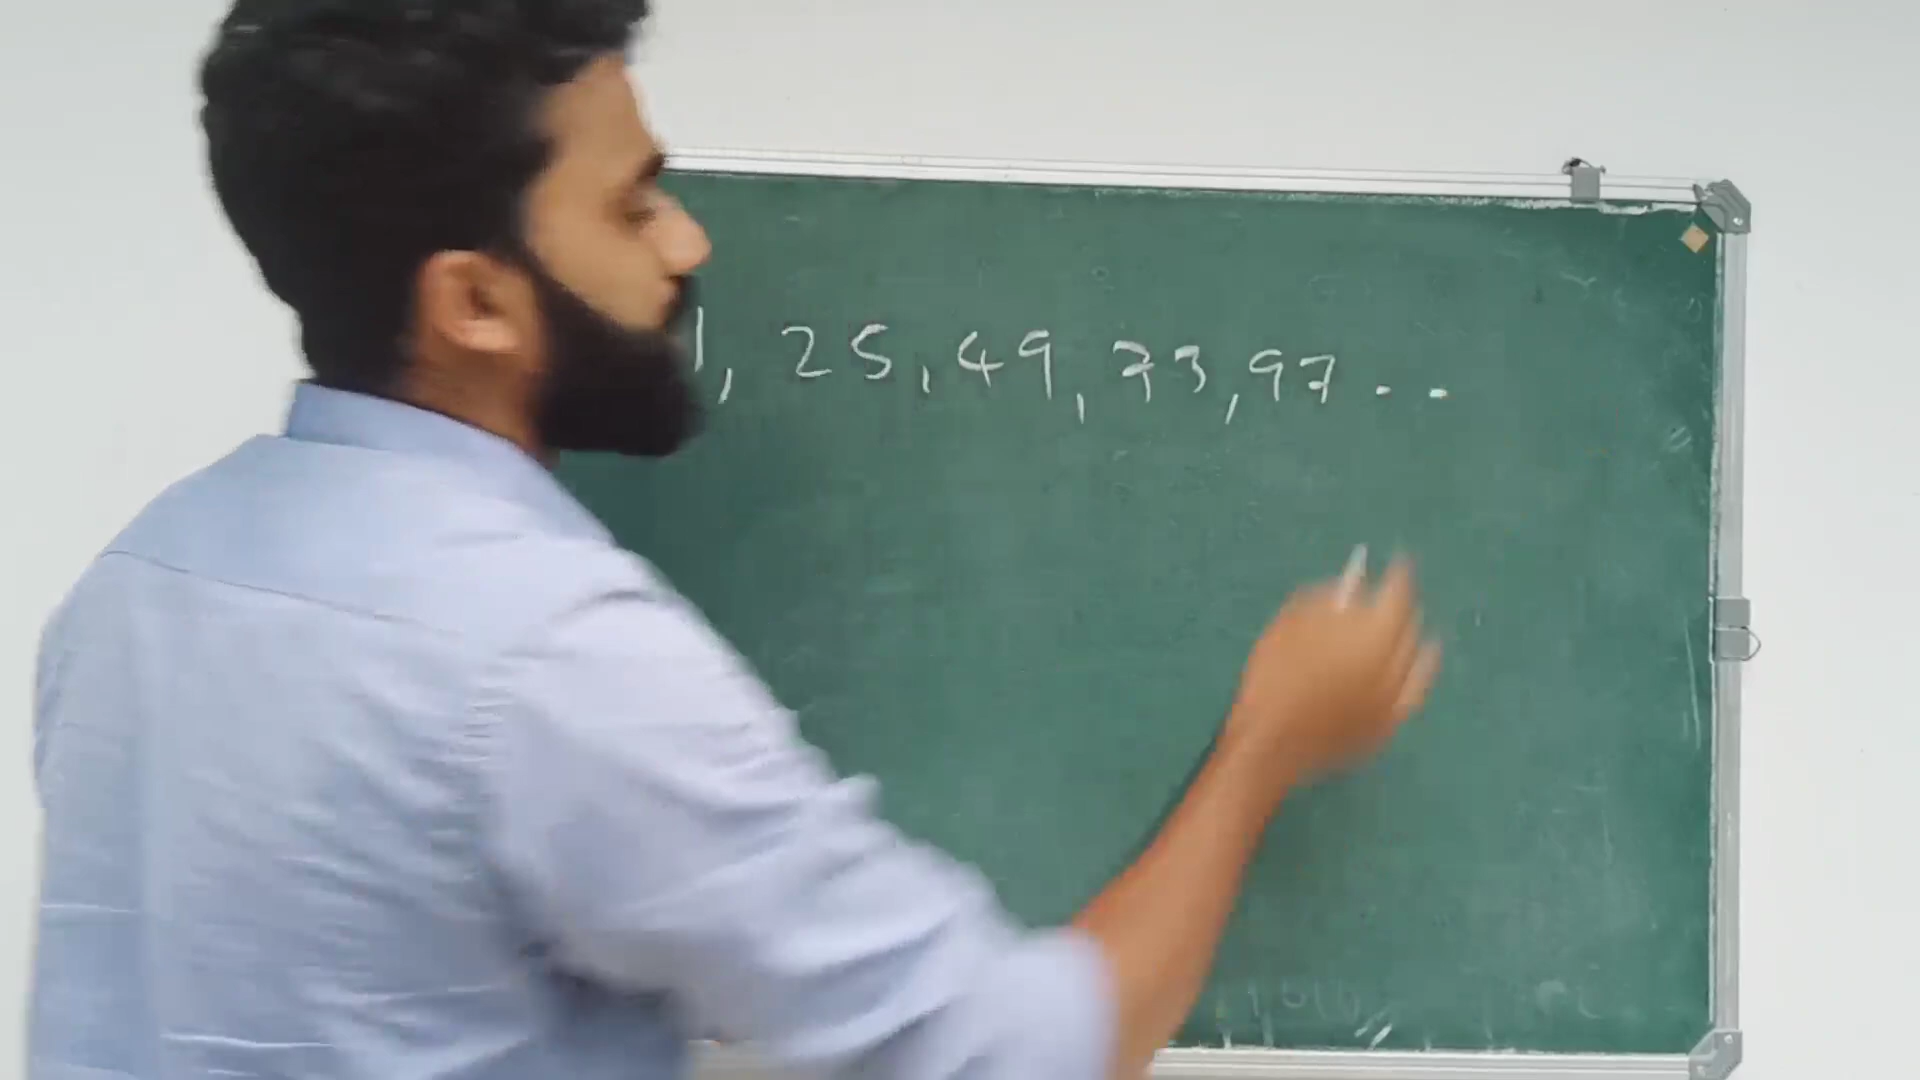 1, 25, 49, 73, 97 . .